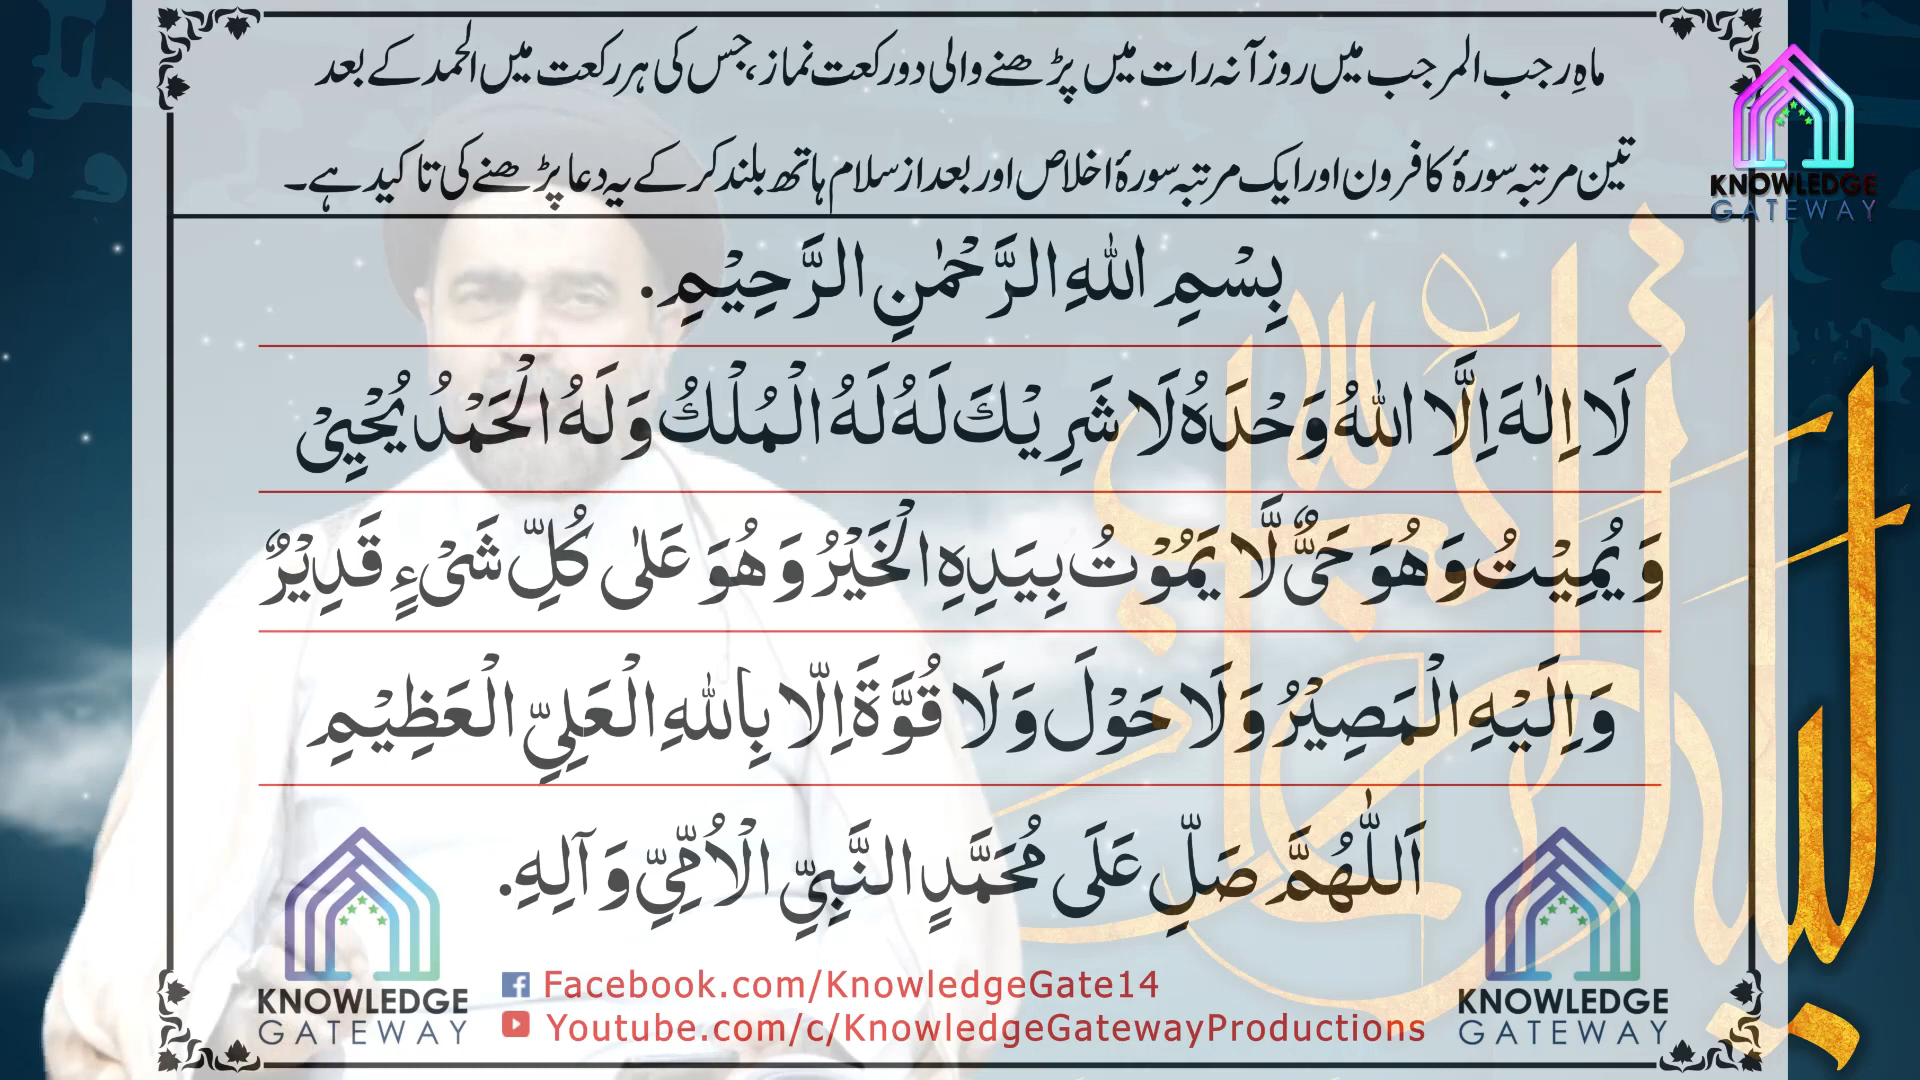 ماہِ رجب المرجب میں روزآنہ رات میں پڑھنے والی دو رکعت نماز، جس کی ہر رکعت میں الحمد کے بعد
تین مرتبہ سورۂ کافرون اور ایک مرتبہ سورۂ اخلاص اور بعد از سلام ہاتھ بلند کر کے یہ دعا پڑھنے کی تاکید ہے۔
KNOWLEDGE
GATEWAY
بِسْمِ اللهِ الرَّحْمٰنِ الرَّحِيْمِ.
لَا اِلٰهَ اِلَّا اللهُ وَحْدَهُ لَا شَرِيْكَ لَهُ لَهُ الْمُلْكُ وَلَهُ الْحَمْدُ يُحْيِيْ
وَ يُمِيْتُ وَ هُوَ حَيٌّ لَّا يَمُوْتُ بِيَدِهِ الْخَيْرُ وَ هُوَ عَلٰى كُلِّ شَىْءٍ قَدِيْرٌ
وَ اِلَيْهِ الْمَصِيْرُ وَلَا حَوْلَ وَلَا قُوَّةَ اِلَّا بِاللهِ الْعَلِيِّ الْعَظِيْمِ
اَللّٰهُمَّ صَلِّ عَلَى مُحَمَّدٍ النَّبِيِّ الْاُمِّيِّ وَ آلِهِ.
KNOWLEDGE
GATEWAY
Facebook.com/KnowledgeGate14
Youtube.com/c/KnowledgeGatewayProductions
KNOWLEDGE
GATEWAY